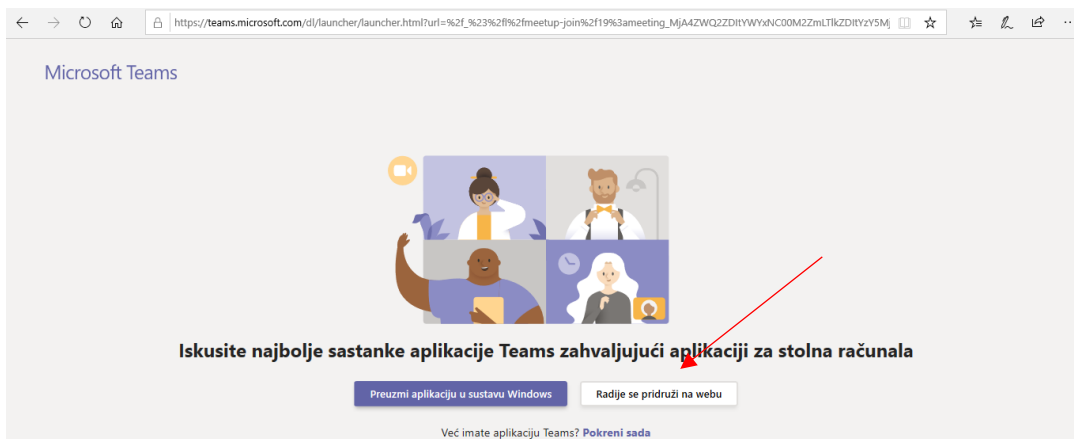 https://teams.microsoft.com/dl/launcher/launcher.html?url=%2f_%23%2fl%2fmeetup-join%2f19%3ameeting_MjA4ZWQ2ZDItYWYxNC00M2ZmLTlkZDItYzY5Mj
Microsoft Teams
Iskusite najbolje sastanke aplikacije Teams zahvaljujući aplikaciji za stolna računala
Preuzmi aplikaciju u sustavu Windows Radije se pridruži na webu
Već imate aplikaciju Teams? Pokreni sada